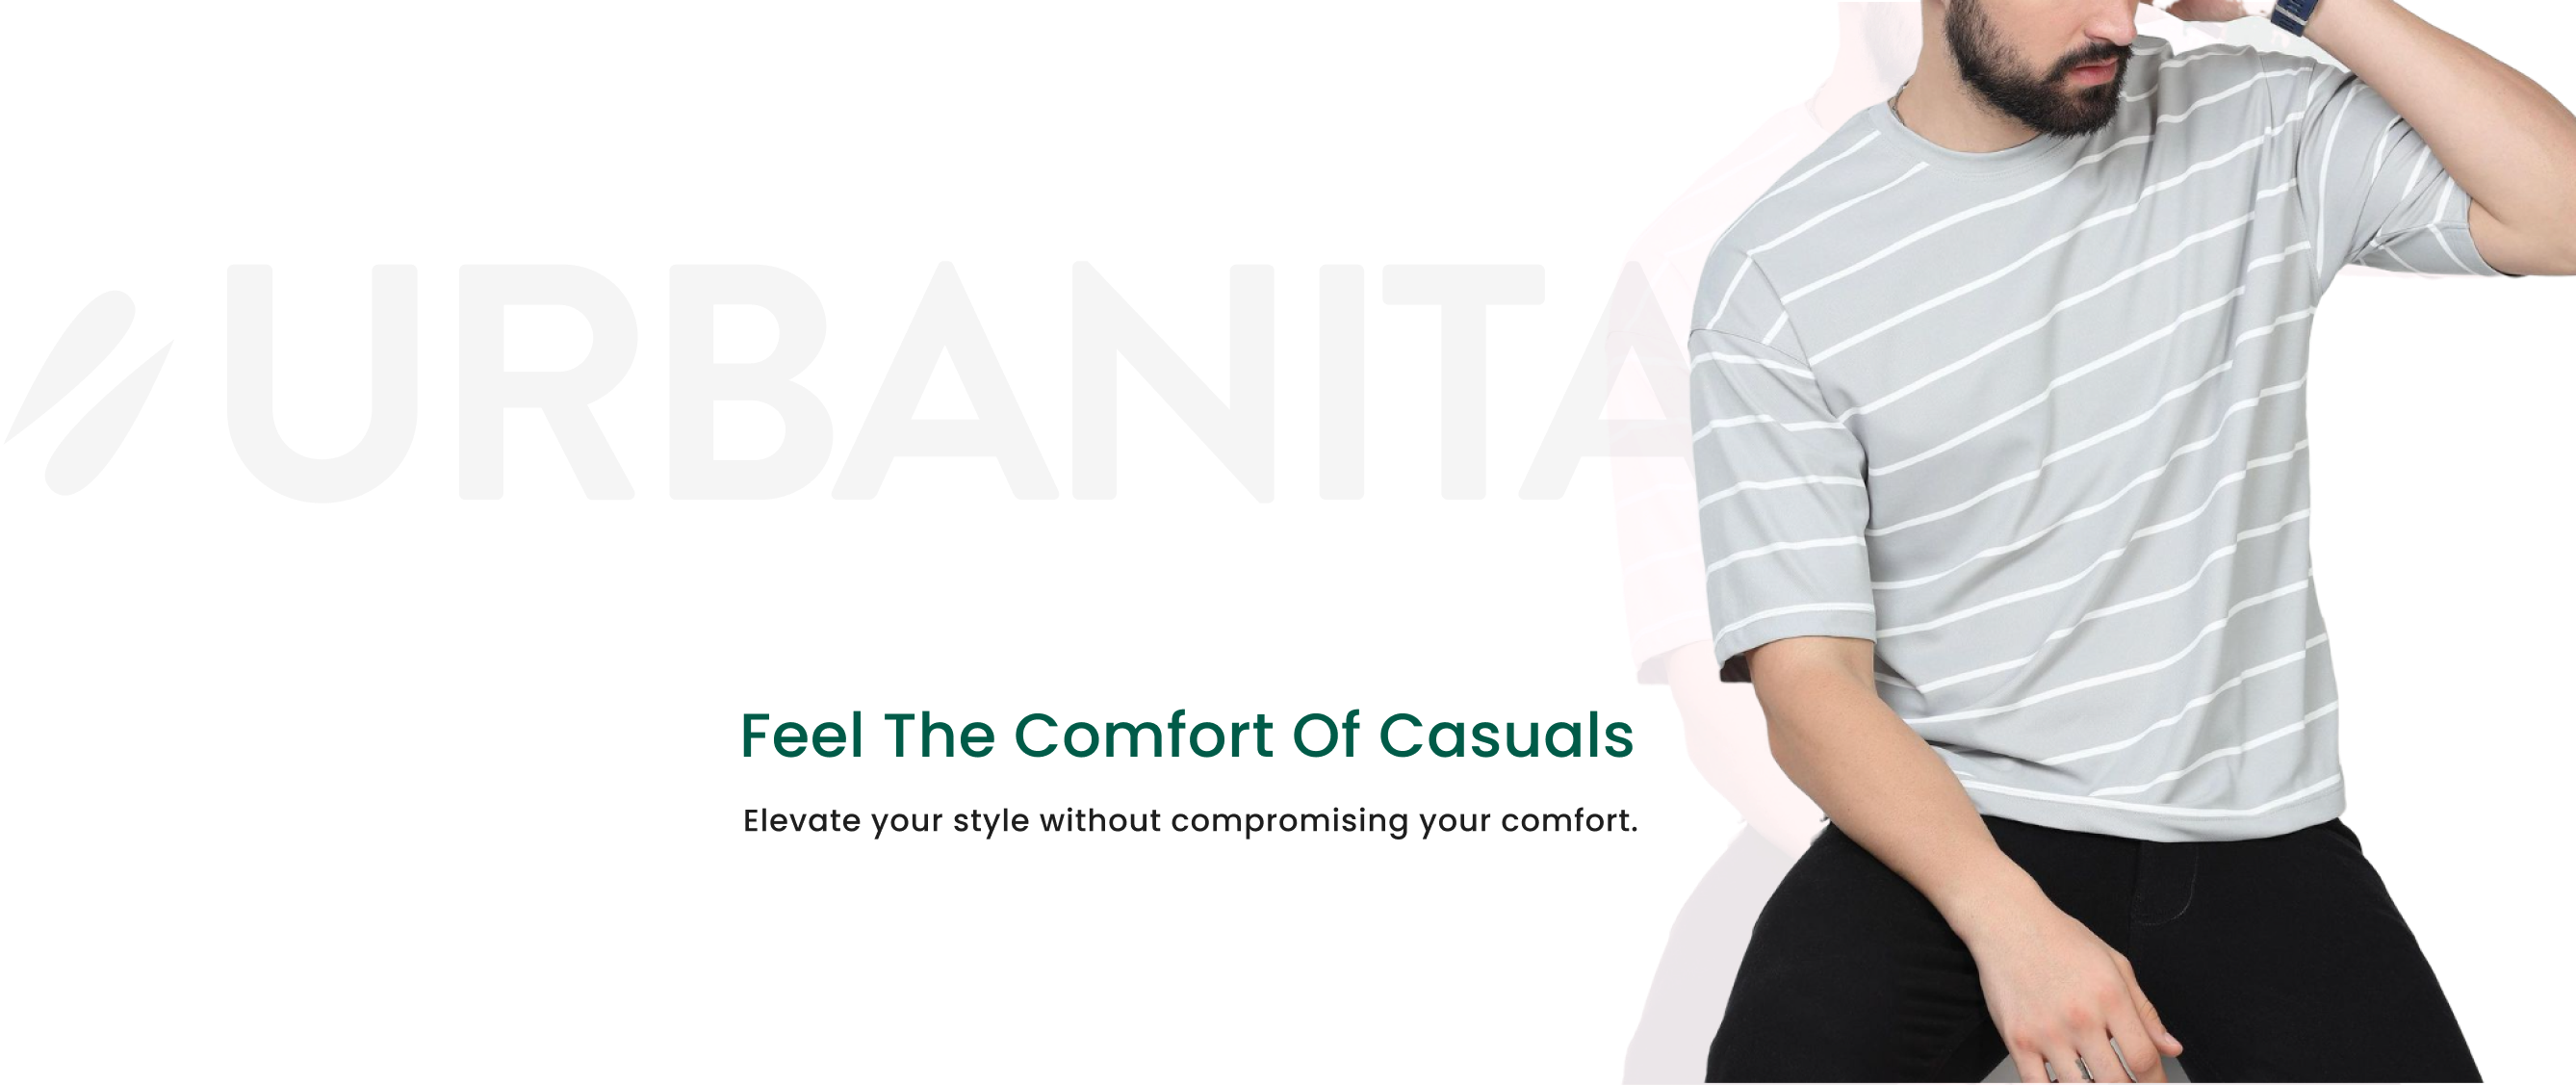 URBANITA
Feel The Comfort Of Casuals
Elevate your style without compromising your comfort.